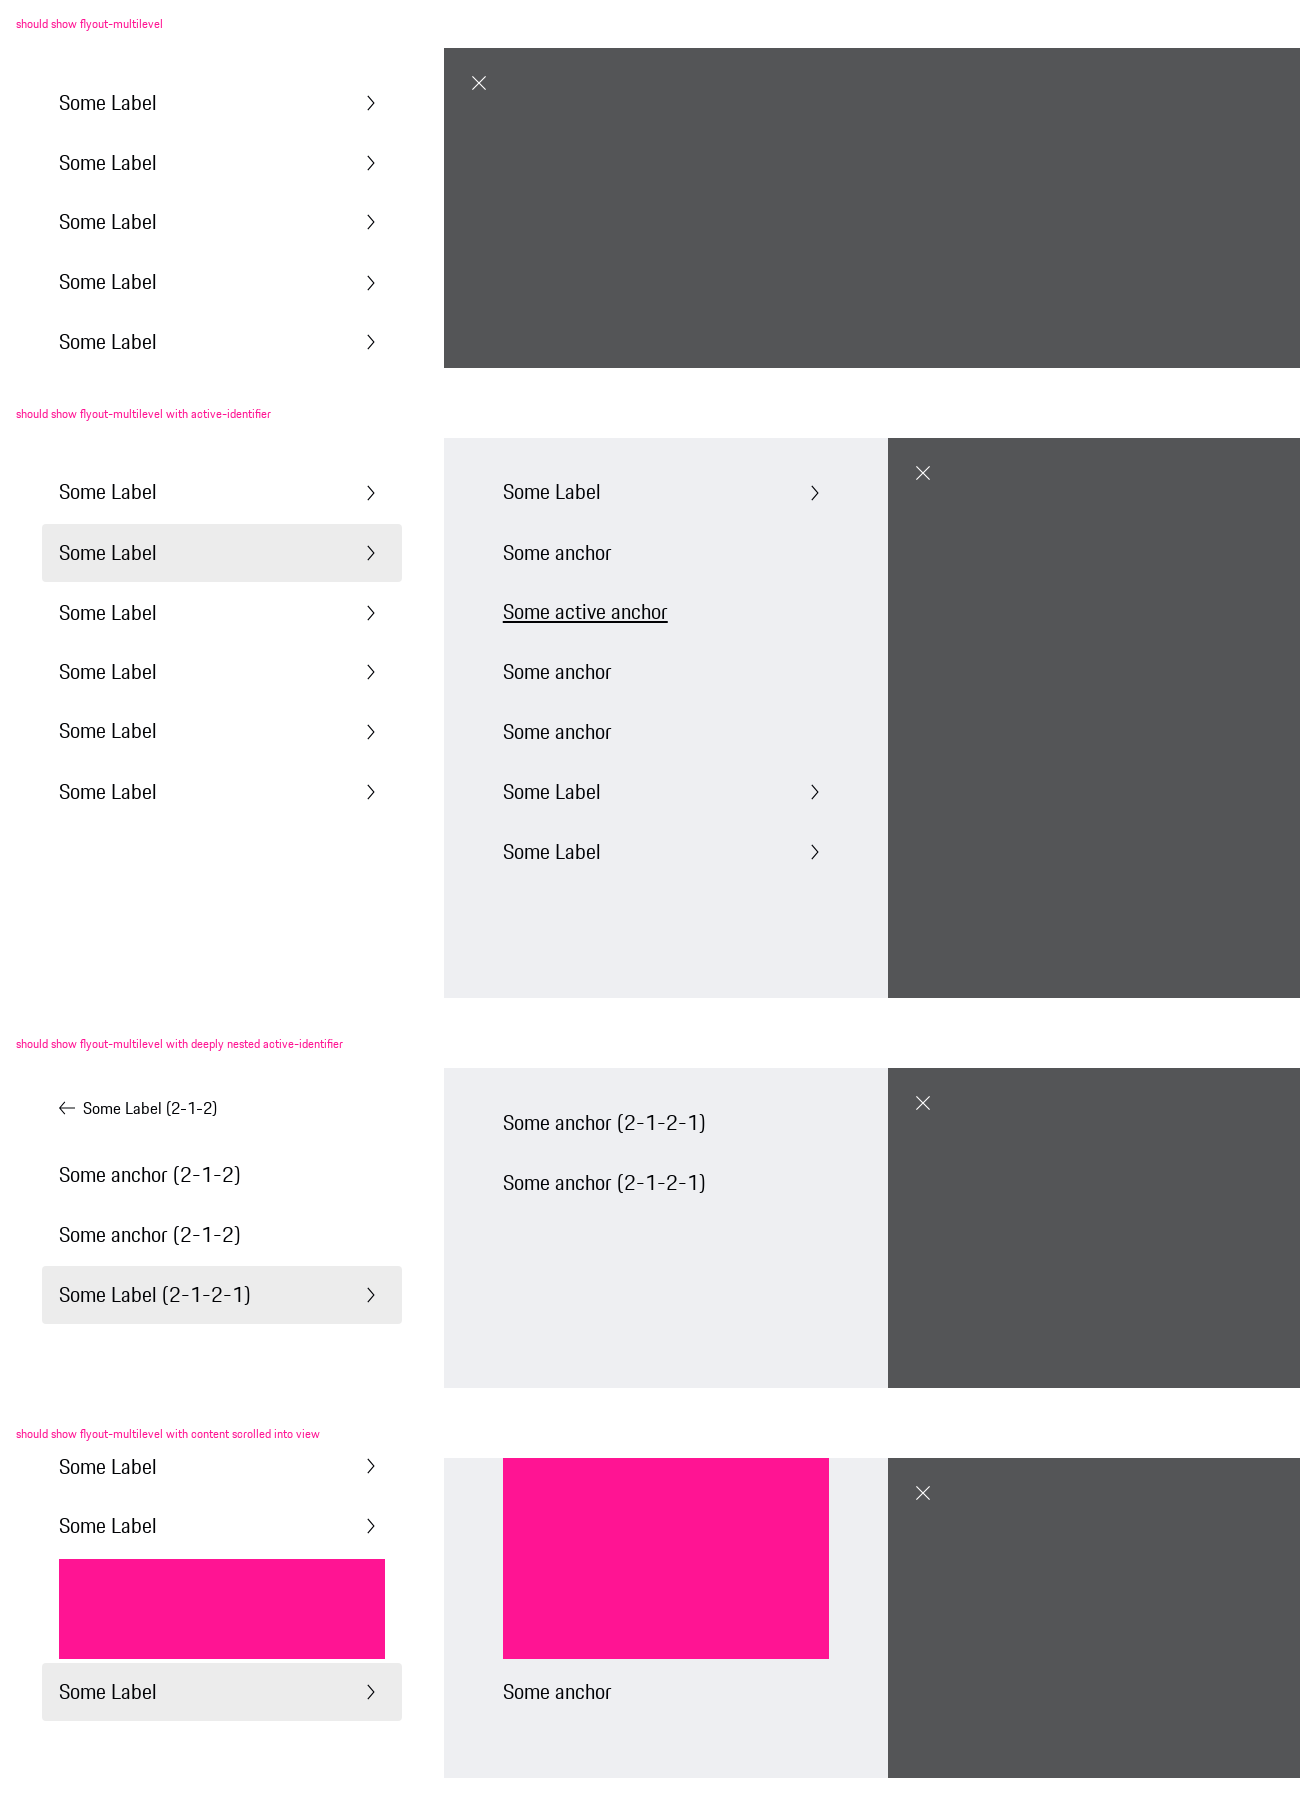 should show flyout-multilevel
Some Label
Some Label
Some Label
Some Label
Some Label
should show flyout-multilevel with active-identifier
Some Label
Some Label
Some Label
Some Label
Some Label
Some Label
Some Label
Some anchor
Some active anchor
Some anchor
Some anchor
Some Label
Some Label
should show flyout-multilevel with deeply nested active-identifier
Some Label (2-1-2)
Some anchor (2-1-2)
Some anchor (2-1-2)
Some Label (2-1-2-1)
Some anchor (2-1-2-1)
Some anchor (2-1-2-1)
should show flyout-multilevel with content scrolled into view
Some Label
Some Label
Some Label
Some anchor